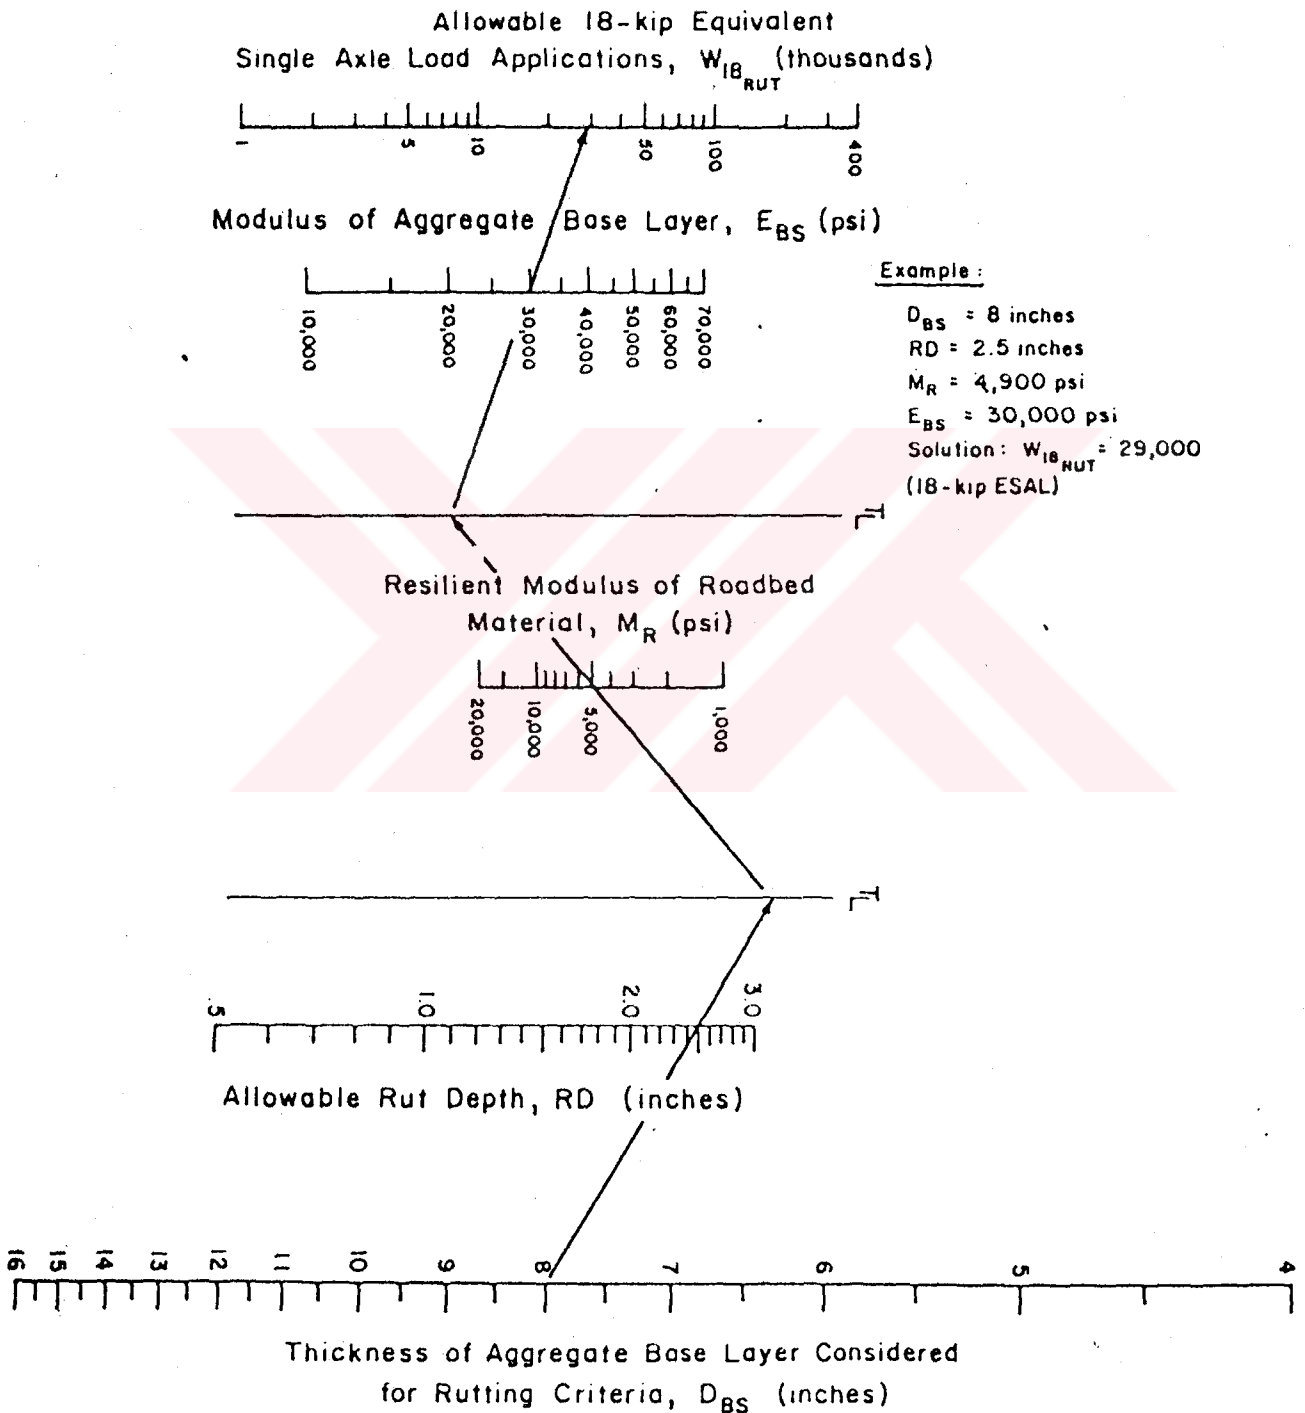 Allowable 18-kip Equivalent
Single Axle Load Applications, W18RUT (thousands)
1 5 10 50 100 400
Modulus of Aggregate Base Layer, EBS (psi)
10,000 20,000 30,000 40,000 50,000 60,000 70,000
Example:
DBS = 8 inches
RD = 2.5 inches
MR = 4,900 psi
EBS = 30,000 psi
Solution: W18RUT = 29,000
(18-kip ESAL)
TL
Resilient Modulus of Roadbed
Material, MR (psi)
20,000 10,000 5,000 1,000
TL
.5 1.0 2.0 3.0
Allowable Rut Depth, RD (inches)
16 15 14 13 12 11 10 9 8 7 6 5 4
Thickness of Aggregate Base Layer Considered
for Rutting Criteria, DBS (inches)